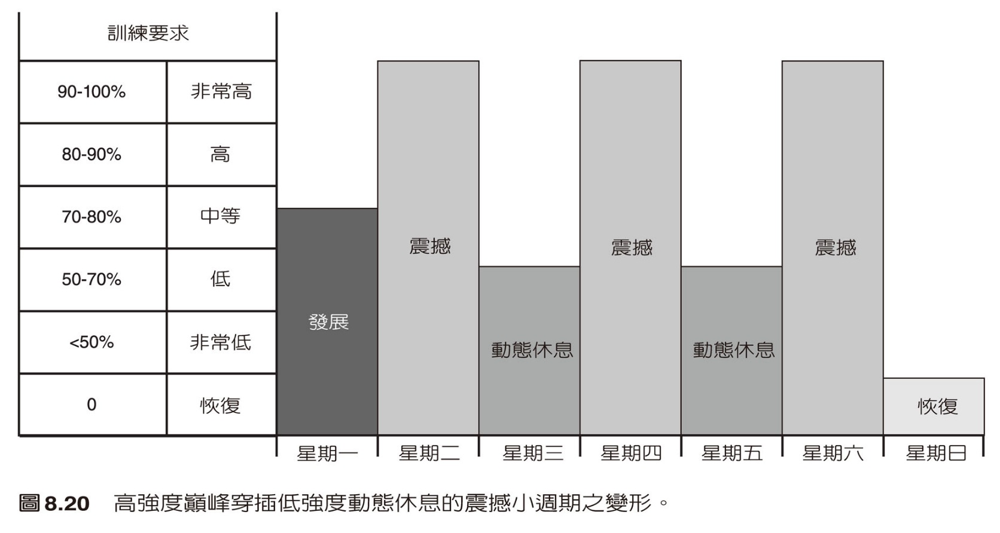 訓練要求
90-100% 非常高
80-90% 高
70-80% 中等
50-70% 低
<50% 非常低
0 恢復
發展
震撼
動態休息
震撼
動態休息
震撼
恢復
星期一 星期二 星期三 星期四 星期五 星期六 星期日
圖8.20 高強度巔峰穿插低強度動態休息的震撼小週期之變形。